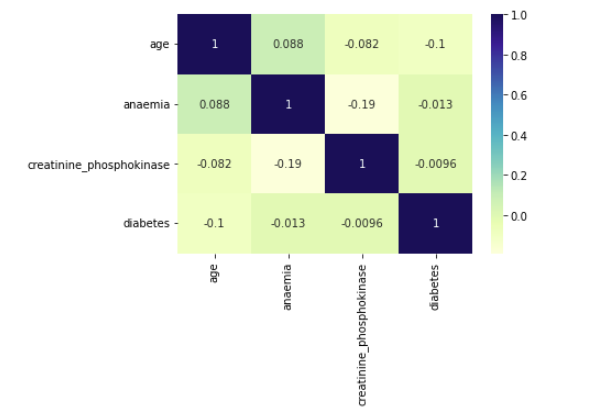 1.0
age 1 0.088 -0.082 -0.1
0.8
anaemia 0.088 1 -0.19 -0.013
0.6
0.4
creatinine_phosphokinase -0.082 -0.19 1 -0.0096
0.2
diabetes -0.1 -0.013 -0.0096 1
0.0
age
anaemia
creatinine_phosphokinase
diabetes